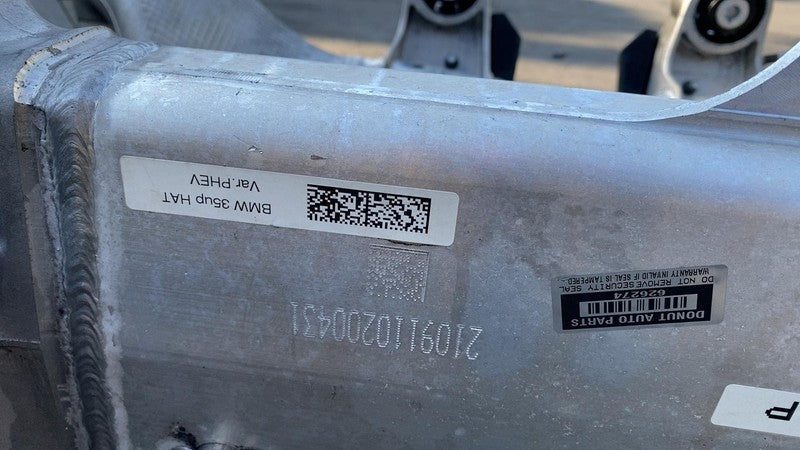 BMW 35up HAT
Var.PHEV
2109110200431
DONUT AUTO PARTS
626274
DO NOT REMOVE SECURITY SEAL
WARRANTY INVALID IF SEAL IS TAMPERED
P